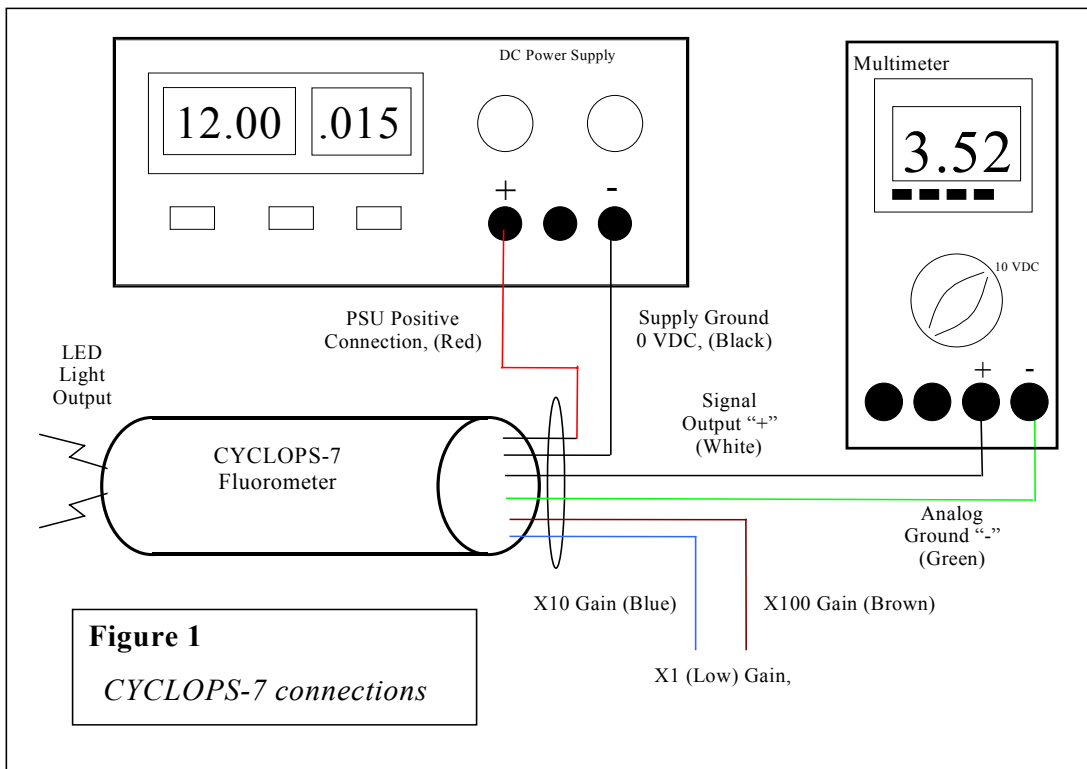 DC Power Supply
12.00 .015
+ -
Multimeter
3.52
10 VDC
+ -
PSU Positive
Connection, (Red)
Supply Ground
0 VDC, (Black)
LED
Light
Output
CYCLOPS-7
Fluorometer
Signal
Output “+”
(White)
Analog
Ground “-”
(Green)
X10 Gain (Blue)
X100 Gain (Brown)
X1 (Low) Gain,
Figure 1
CYCLOPS-7 connections